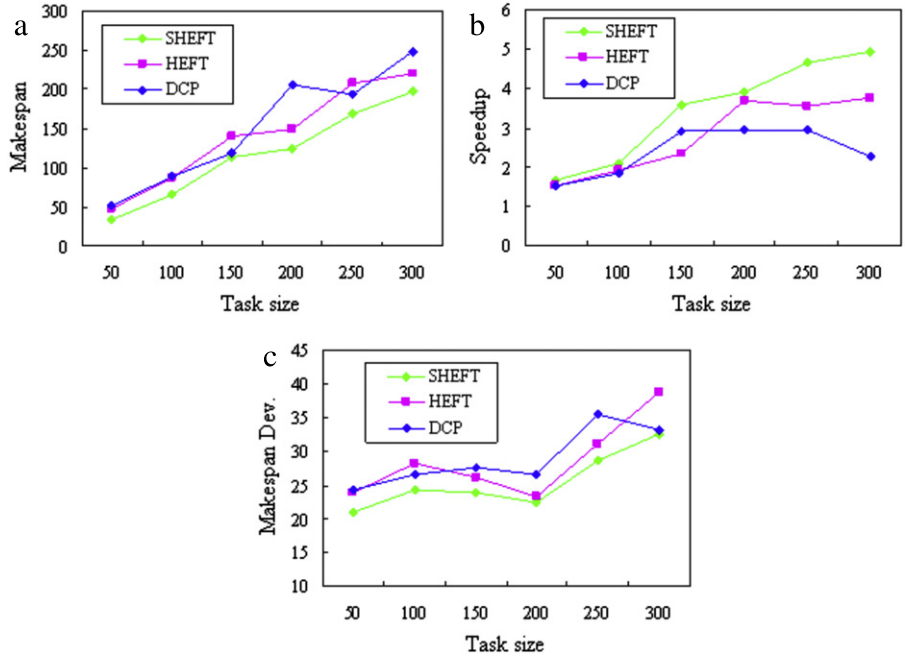 a
300
250
200
150
100
50
0
Makespan
SHEFT
HEFT
DCP
50 100 150 200 250 300
Task size
b
6
5
4
3
2
1
0
Speedup
SHEFT
HEFT
DCP
50 100 150 200 250 300
Task size
c
45
40
35
30
25
20
15
10
Makespan Dev.
SHEFT
HEFT
DCP
50 100 150 200 250 300
Task size